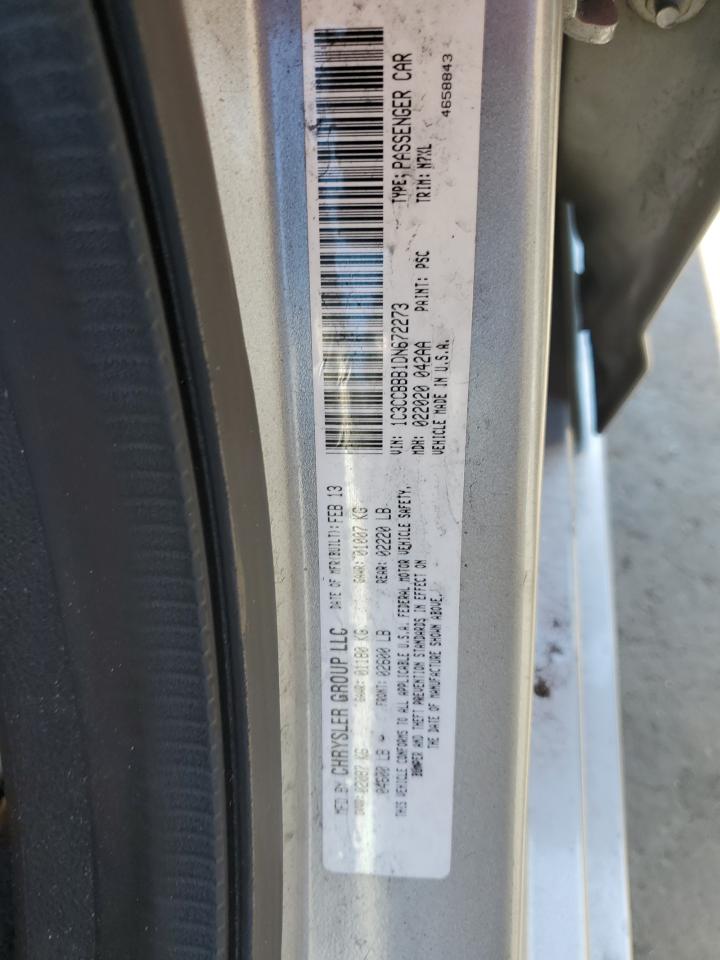 MFD BY CHRYSLER GROUP LLC DATE OF MFR(BUILT): FEB 13
GVWR: 02087 KG GAWR: 01180 KG GAWR: 01007 KG
04600 LB FRONT: 02600 LB REAR: 02220 LB
THIS VEHICLE CONFORMS TO ALL APPLICABLE U.S.A. FEDERAL MOTOR VEHICLE SAFETY,
BUMPER AND THEFT PREVENTION STANDARDS IN EFFECT ON
THE DATE OF MANUFACTURE SHOWN ABOVE.
VIN: 1C3CCBBB1DN672273 TYPE: PASSENGER CAR
MDH: 022020 042AA PAINT: PSC TRIM: M7XL
VEHICLE MADE IN U.S.A.
4658843